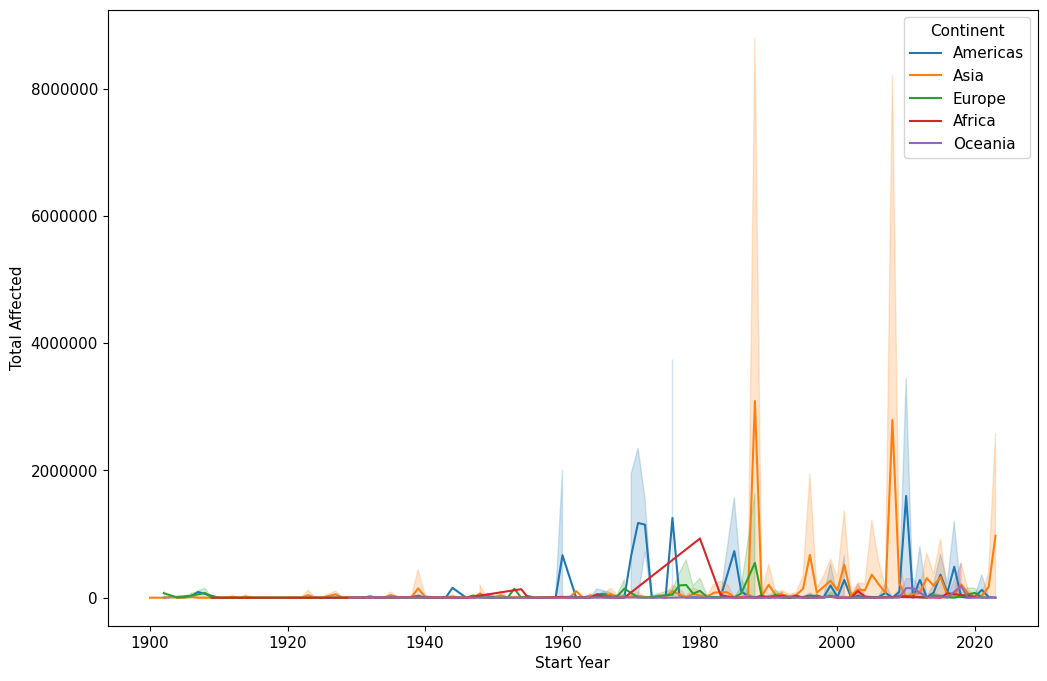 Continent
Americas
Asia
Europe
Africa
Oceania
Total Affected
8000000
6000000
4000000
2000000
0
1900
1920
1940
1960
1980
2000
2020
Start Year